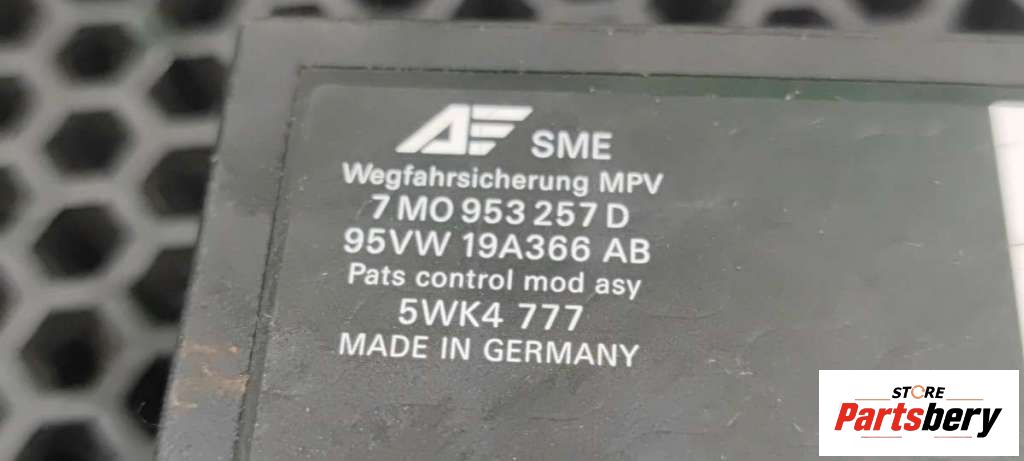 AE SME
Wegfahrsicherung MPV
7 MO 953 257 D
95VW 19A366 AB
Pats control mod asy
5WK4 777
MADE IN GERMANY
STORE
Partsbery